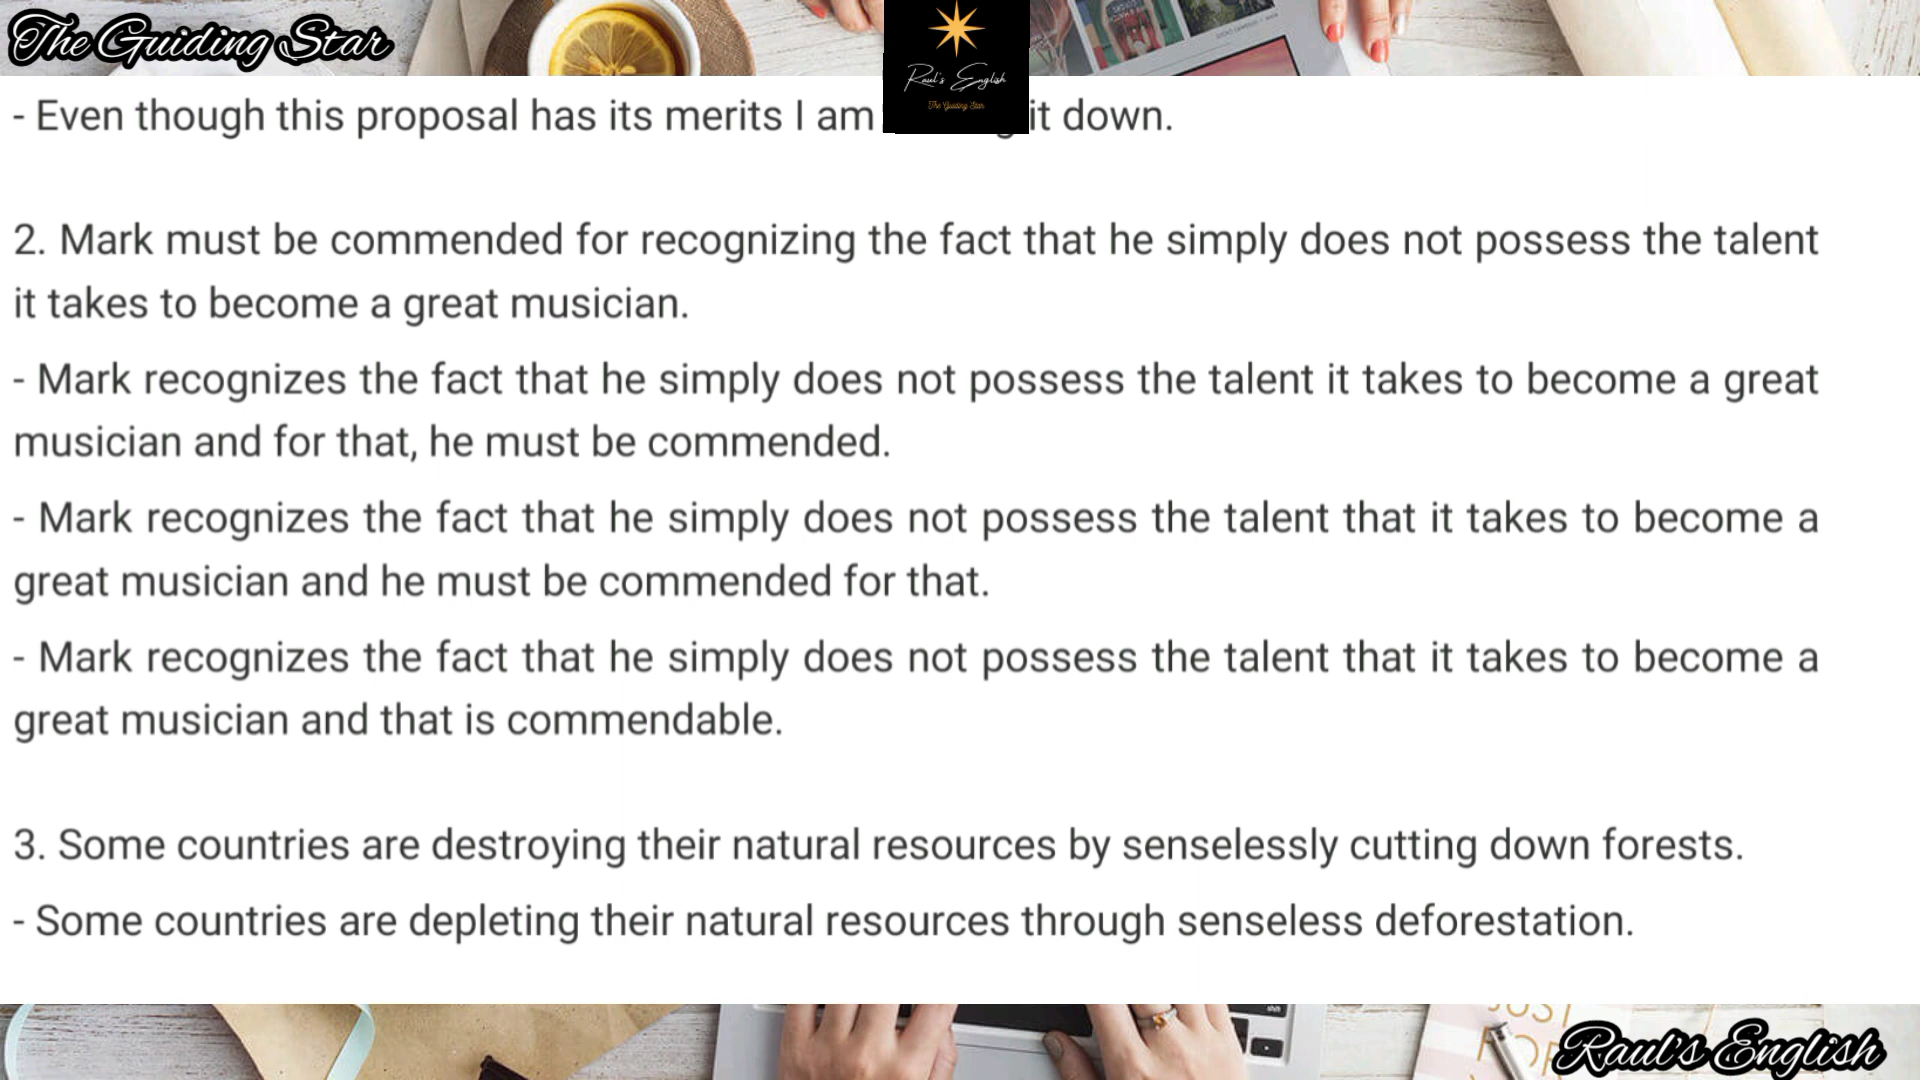 The Guiding Star
Raul's English
The Guiding Star
- Even though this proposal has its merits I am it down.
2. Mark must be commended for recognizing the fact that he simply does not possess the talent
it takes to become a great musician.
- Mark recognizes the fact that he simply does not possess the talent it takes to become a great
musician and for that, he must be commended.
- Mark recognizes the fact that he simply does not possess the talent that it takes to become a
great musician and he must be commended for that.
- Mark recognizes the fact that he simply does not possess the talent that it takes to become a
great musician and that is commendable.
3. Some countries are destroying their natural resources by senselessly cutting down forests.
- Some countries are depleting their natural resources through senseless deforestation.
shift
JUST
FOR
Raul's English